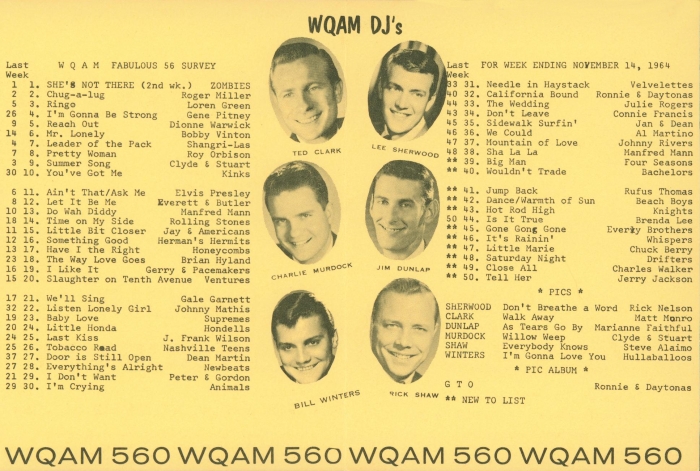 WQAM DJ's
Last W Q A M FABULOUS 56 SURVEY
Week
1 1. SHE'S NOT THERE (2nd wk.) ZOMBIES
2 2. Chug-a-lug Roger Miller
5 3. Ringo Loren Green
26 4. I'm Gonna Be Strong Gene Pitney
9 5. Reach Out Dionne Warwick
14 6. Mr. Lonely Bobby Vinton
4 7. Leader of the Pack Shangri-Las
7 8. Pretty Woman Roy Orbison
3 9. Summer Song Clyde & Stuart
30 10. You've Got Me Kinks
6 11. Ain't That/Ask Me Elvis Presley
8 12. Let It Be Me Everett & Butler
10 13. Do Wah Diddy Manfred Mann
18 14. Time on My Side Rolling Stones
11 15. Little Bit Closer Jay & Americans
12 16. Something Good Herman's Hermits
13 17. Have I the Right Honeycombs
23 18. The Way Love Goes Brian Hyland
16 19. I Like It Gerry & Pacemakers
15 20. Slaughter on Tenth Avenue Ventures
17 21. We'll Sing Gale Garnett
32 22. Listen Lonely Girl Johnny Mathis
19 23. Baby Love Supremes
20 24. Little Honda Hondells
24 25. Last Kiss J. Frank Wilson
25 26. Tobacco Road Nashville Teens
37 27. Door is Still Open Dean Martin
27 28. Everything's Alright Newbeats
21 29. I Don't Want Peter & Gordon
29 30. I'm Crying Animals
TED CLARK
LEE SHERWOOD
CHARLIE MURDOCK
JIM DUNLAP
BILL WINTERS
RICK SHAW
Last FOR WEEK ENDING NOVEMBER 14, 1964
Week
33 31. Needle in Haystack Velvelettes
40 32. California Bound Ronnie & Daytonas
44 33. The Wedding Julie Rogers
43 34. Don't Leave Connie Francis
45 35. Sidewalk Surfin' Jan & Dean
46 36. We Could Al Martino
47 37. Mountain of Love Johnny Rivers
48 38. Sha La La Manfred Mann
** 39. Big Man Four Seasons
** 40. Wouldn't Trade Bachelors
** 41. Jump Back Rufus Thomas
** 42. Dance/Warmth of Sun Beach Boys
** 43. Hot Rod High Knights
50 44. Is It True Brenda Lee
** 45. Gone Gone Gone Everly Brothers
** 46. It's Rainin' Whispers
** 47. Little Marie Chuck Berry
** 48. Saturday Night Drifters
** 49. Close All Charles Walker
** 50. Tell Her Jerry Jackson
* PICS *
SHERWOOD Don't Breathe a Word Rick Nelson
CLARK Walk Away Matt Monro
DUNLAP As Tears Go By Marianne Faithful
MURDOCK Willow Weep Clyde & Stuart
SHAW Everybody Knows Steve Alaimo
WINTERS I'm Gonna Love You Hullaballoos
* PIC ALBUM *
G T O Ronnie & Daytonas
** NEW TO LIST
WQAM 560 WQAM 560 WQAM 560 WQAM 560